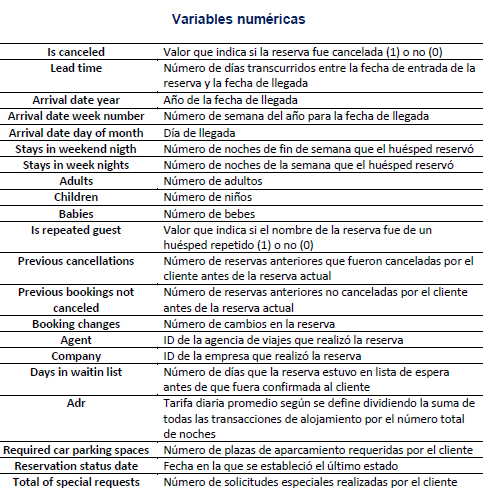 Variables numéricas
Is canceled Valor que indica si la reserva fue cancelada (1) o no (0)
Lead time Número de días transcurridos entre la fecha de entrada de la
reserva y la fecha de llegada
Arrival date year Año de la fecha de llegada
Arrival date week number Número de semana del año para la fecha de llegada
Arrival date day of month Día de llegada
Stays in weekend nigth Número de noches de fin de semana que el huésped reservó
Stays in week nights Número de noches de la semana que el huésped reservó
Adults Número de adultos
Children Número de niños
Babies Número de bebes
Is repeated guest Valor que indica si el nombre de la reserva fue de un
huésped repetido (1) o no (0)
Previous cancellations Número de reservas anteriores que fueron canceladas por el
cliente antes de la reserva actual
Previous bookings not Número de reservas anteriores no canceladas por el cliente
canceled antes de la reserva actual
Booking changes Número de cambios en la reserva
Agent ID de la agencia de viajes que realizó la reserva
Company ID de la empresa que realizó la reserva
Days in waitin list Número de días que la reserva estuvo en lista de espera
antes de que fuera confirmada al cliente
Adr Tarifa diaria promedio según se define dividiendo la suma de
todas las transacciones de alojamiento por el número total
de noches
Required car parking spaces Número de plazas de aparcamiento requeridas por el cliente
Reservation status date Fecha en la que se estableció el último estado
Total of special requests Número de solicitudes especiales realizadas por el cliente